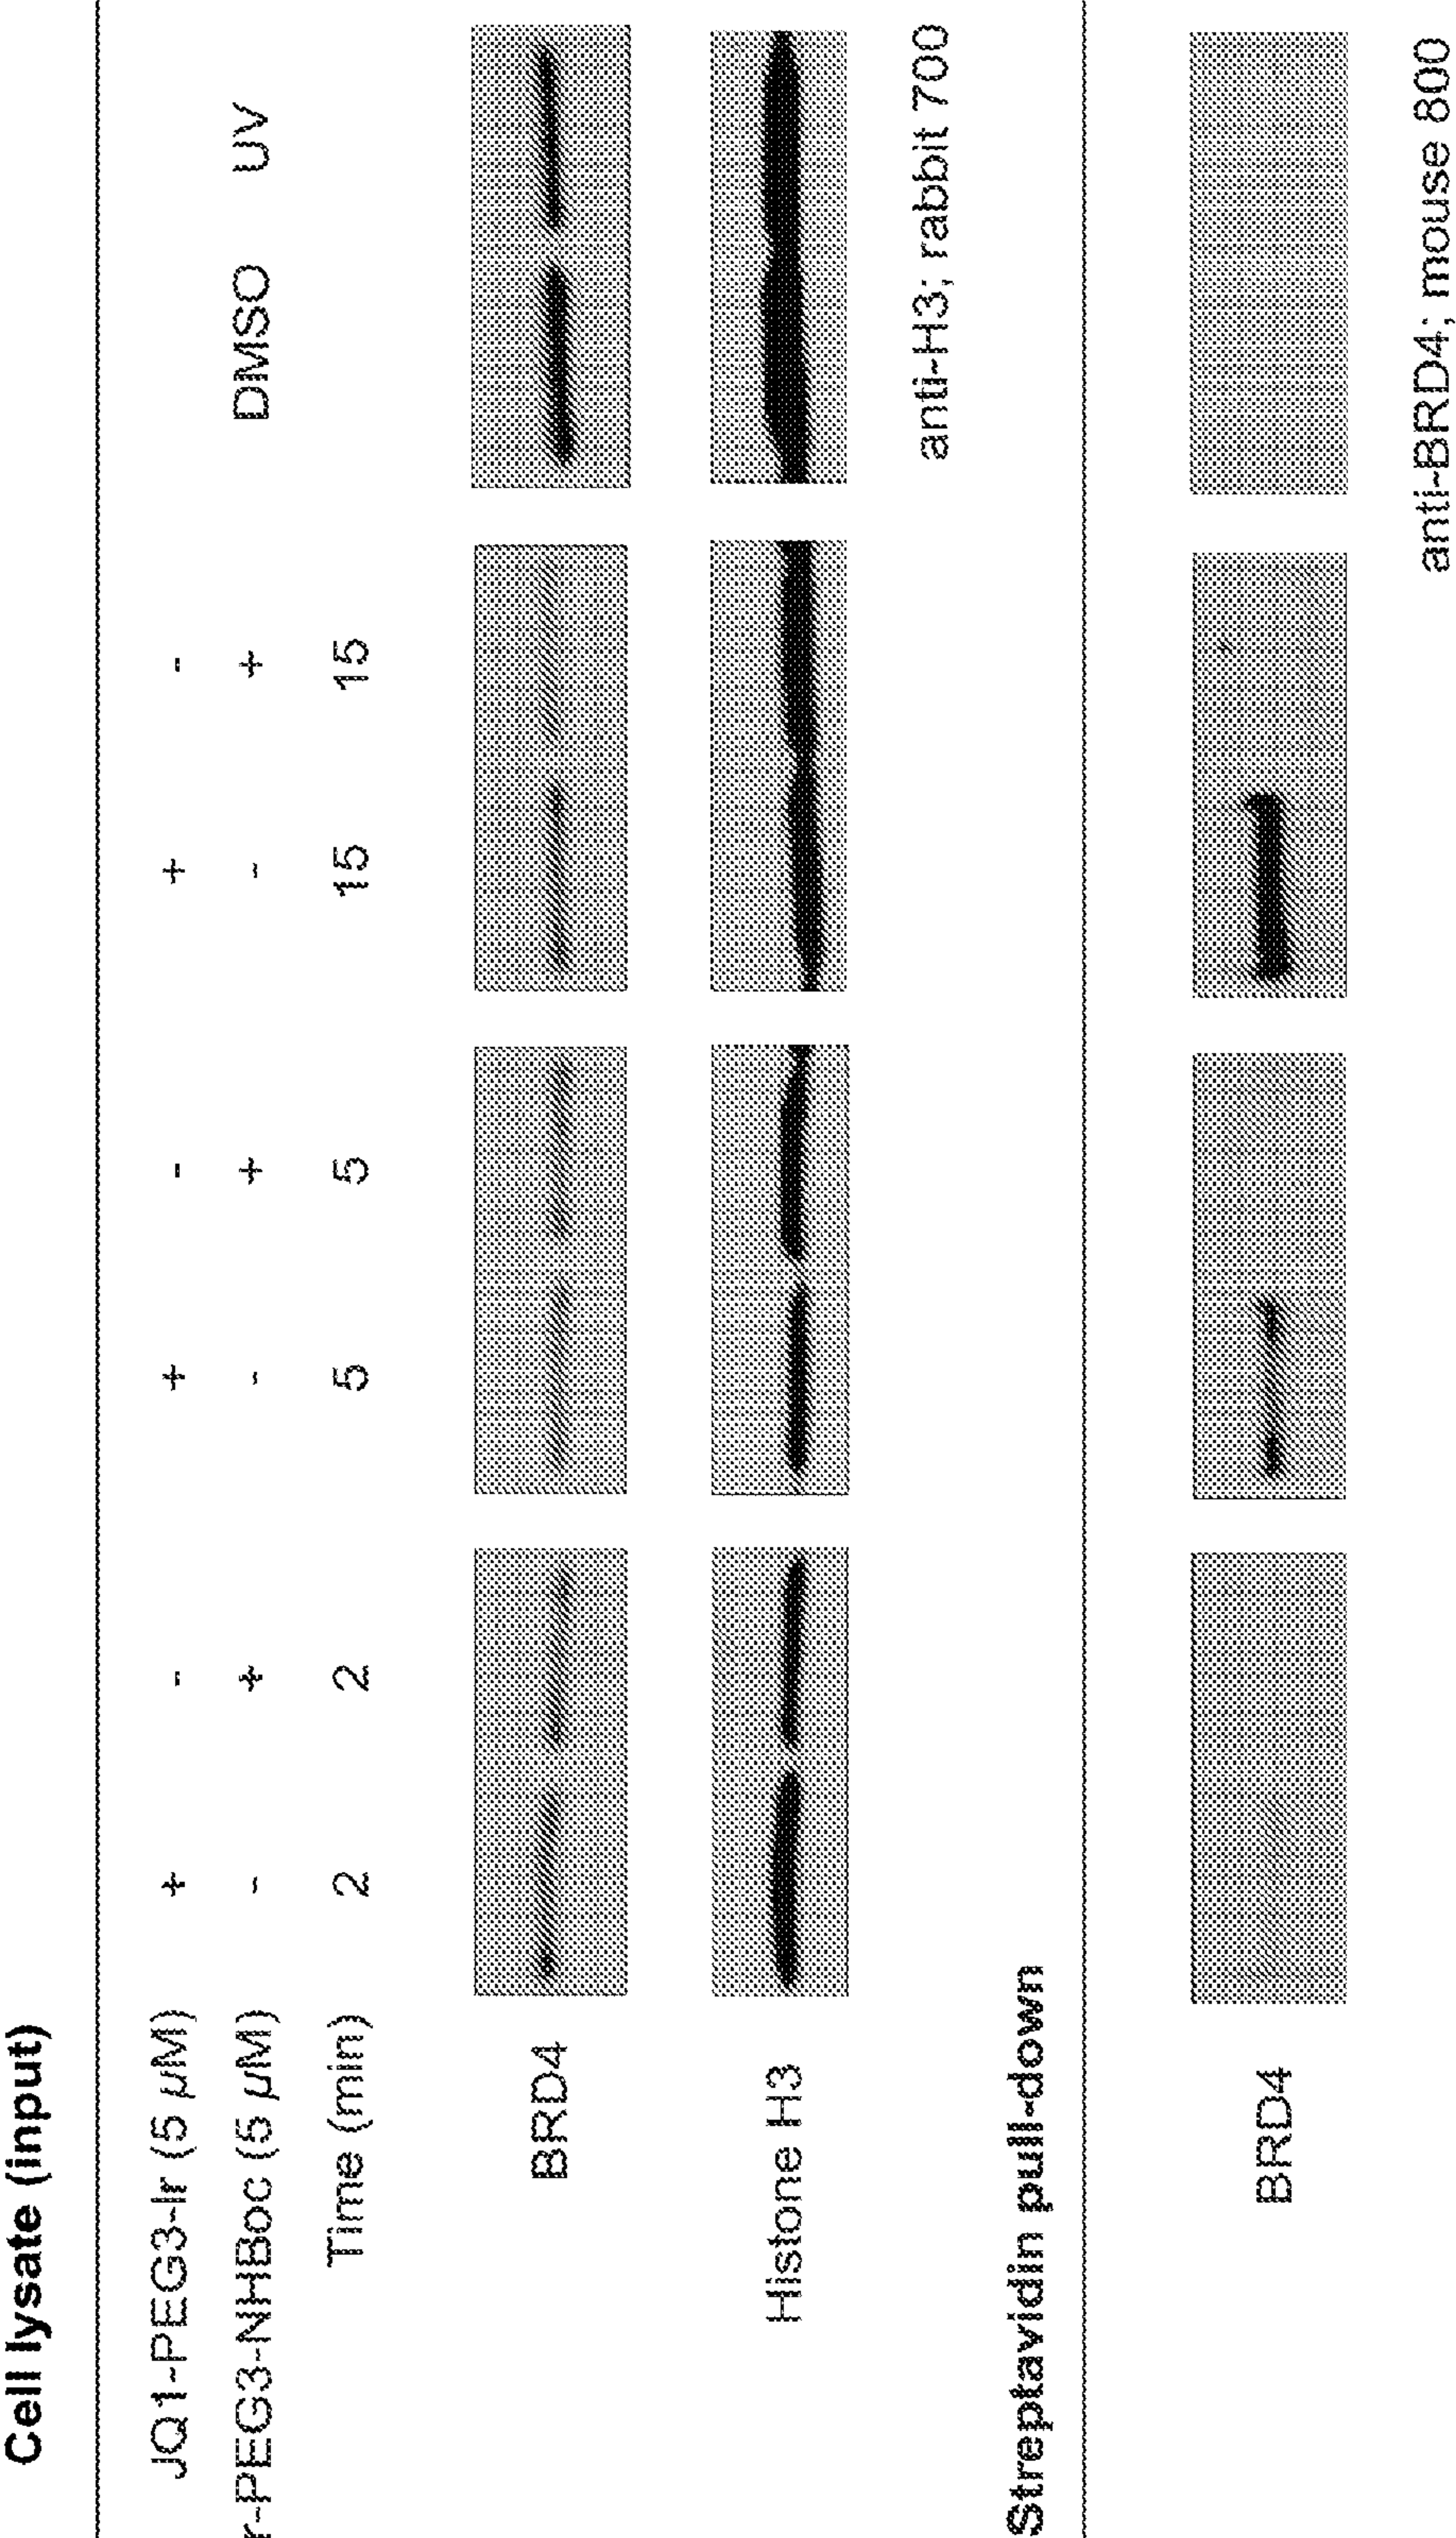 Cell lysate (input)
JQ1-PEG3-Ir (5 µM) + - + - + -
r-PEG3-NHBoc (5 µM) - + - + - + DMSO UV
Time (min) 2 2 5 5 15 15
BRD4
Histone H3
anti-H3; rabbit 700
Streptavidin pull-down
BRD4
anti-BRD4; mouse 800